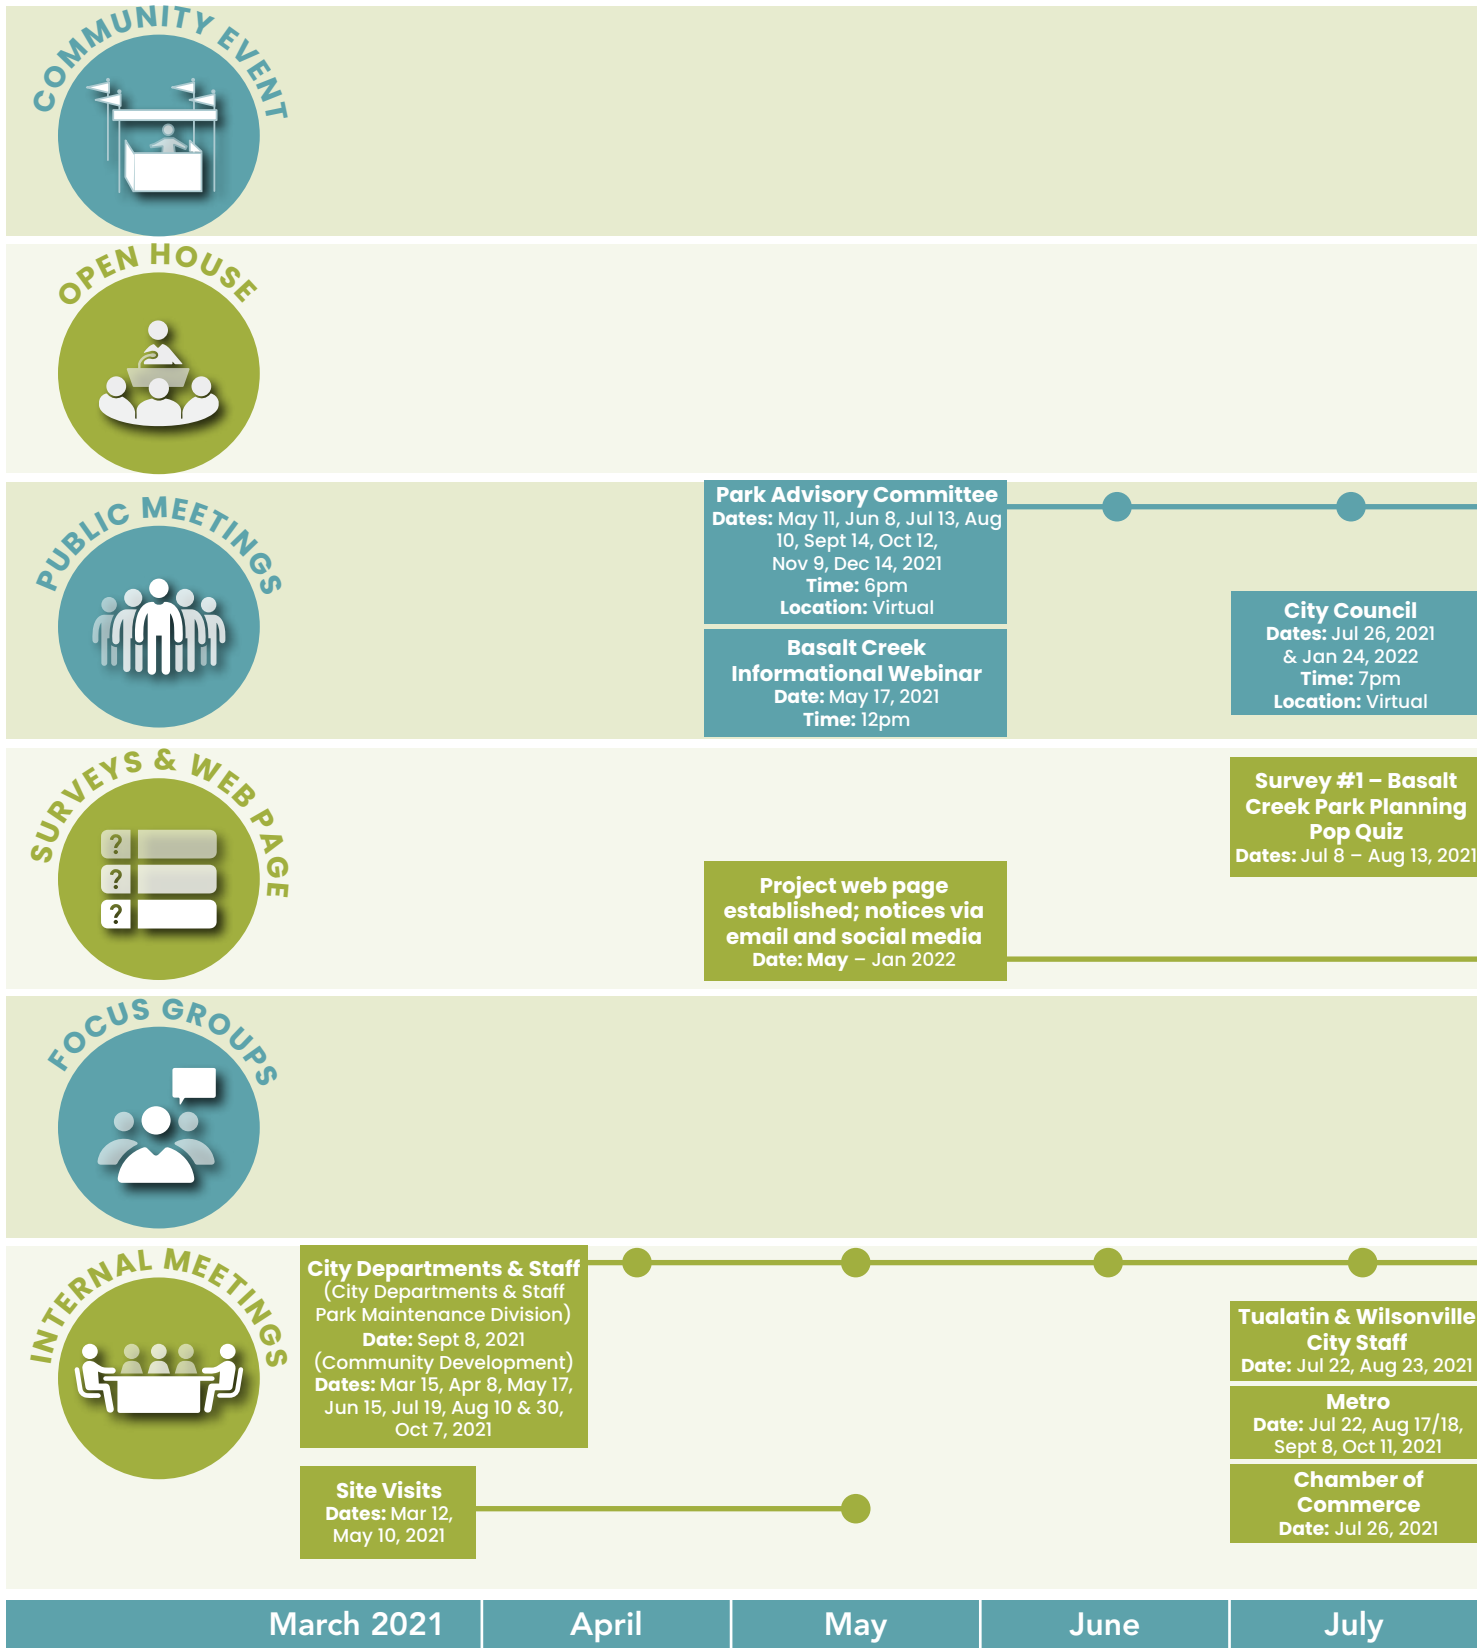 COMMUNITY EVENT
OPEN HOUSE
PUBLIC MEETINGS
Park Advisory Committee
Dates: May 11, Jun 8, Jul 13, Aug
10, Sept 14, Oct 12,
Nov 9, Dec 14, 2021
Time: 6pm
Location: Virtual
Basalt Creek
Informational Webinar
Date: May 17, 2021
Time: 12pm
City Council
Dates: Jul 26, 2021
& Jan 24, 2022
Time: 7pm
Location: Virtual
SURVEYS & WEB PAGE
?
?
?
Project web page
established; notices via
email and social media
Date: May – Jan 2022
Survey #1 – Basalt
Creek Park Planning
Pop Quiz
Dates: Jul 8 – Aug 13, 2021
FOCUS GROUPS
INTERNAL MEETINGS
City Departments & Staff
(City Departments & Staff
Park Maintenance Division)
Date: Sept 8, 2021
(Community Development)
Dates: Mar 15, Apr 8, May 17,
Jun 15, Jul 19, Aug 10 & 30,
Oct 7, 2021
Site Visits
Dates: Mar 12,
May 10, 2021
Tualatin & Wilsonville
City Staff
Date: Jul 22, Aug 23, 2021
Metro
Date: Jul 22, Aug 17/18,
Sept 8, Oct 11, 2021
Chamber of
Commerce
Date: Jul 26, 2021
March 2021
April
May
June
July